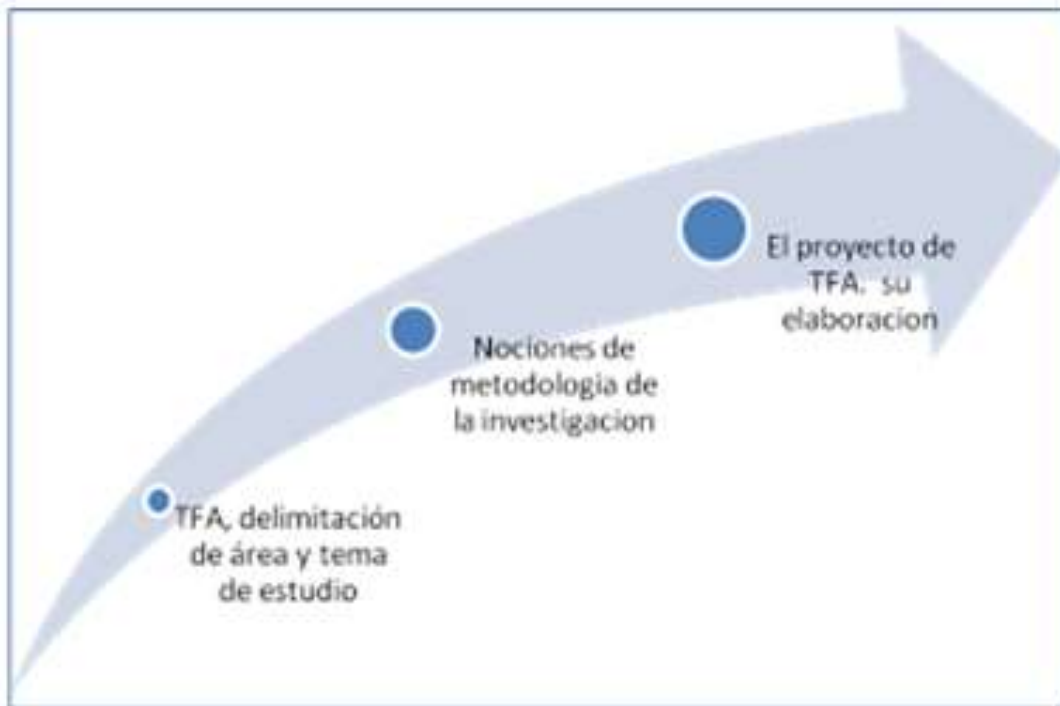 TFA, delimitación
de área y tema
de estudio
Nociones de
metodologia de
la investigacion
El proyecto de
TFA. su
elaboracion